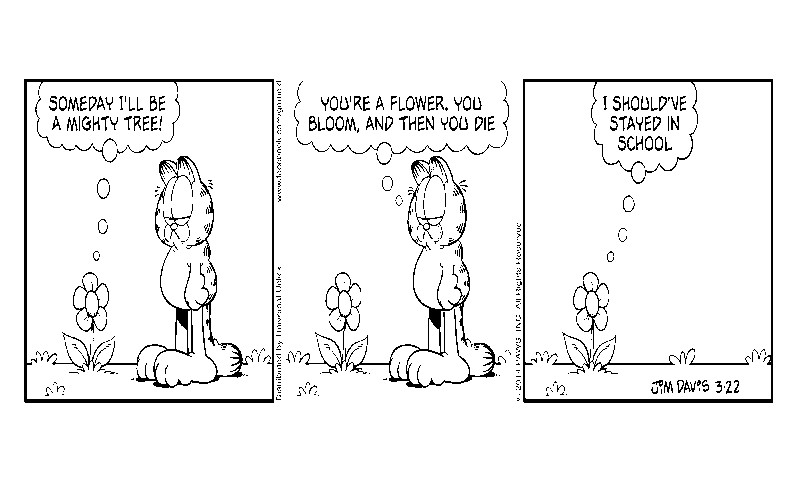 SOMEDAY I'LL BE
A MIGHTY TREE!
YOU'RE A FLOWER. YOU
BLOOM, AND THEN YOU DIE
I SHOULD'VE
STAYED IN
SCHOOL
JIM DAVIS 3-22